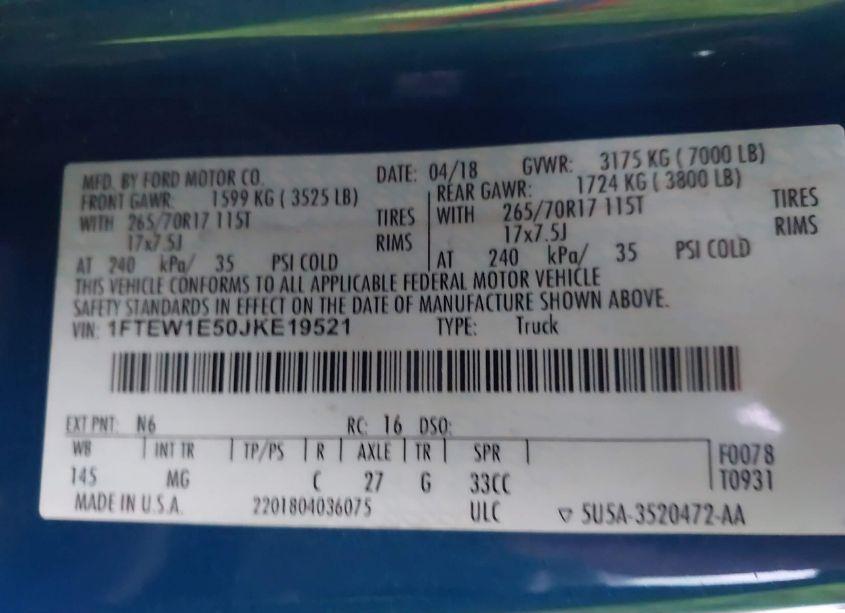 MFD. BY FORD MOTOR CO. DATE: 04/18 GVWR: 3175 KG ( 7000 LB)
FRONT GAWR: 1599 KG ( 3525 LB) REAR GAWR: 1724 KG ( 3800 LB)
WITH 265/70R17 115T TIRES WITH 265/70R17 115T TIRES
17x7.5J RIMS 17x7.5J RIMS
AT 240 kPa/ 35 PSI COLD AT 240 kPa/ 35 PSI COLD
THIS VEHICLE CONFORMS TO ALL APPLICABLE FEDERAL MOTOR VEHICLE
SAFETY STANDARDS IN EFFECT ON THE DATE OF MANUFACTURE SHOWN ABOVE.
VIN: 1FTEW1E50JKE19521 TYPE: Truck
EXT PNT: N6 RC: 16 DSO:
WB INT TR TP/PS R AXLE TR SPR F0078
145 MG C 27 G 33CC T0931
MADE IN U.S.A. 2201804036075 ULC ▽ 5U5A-3520472-AA